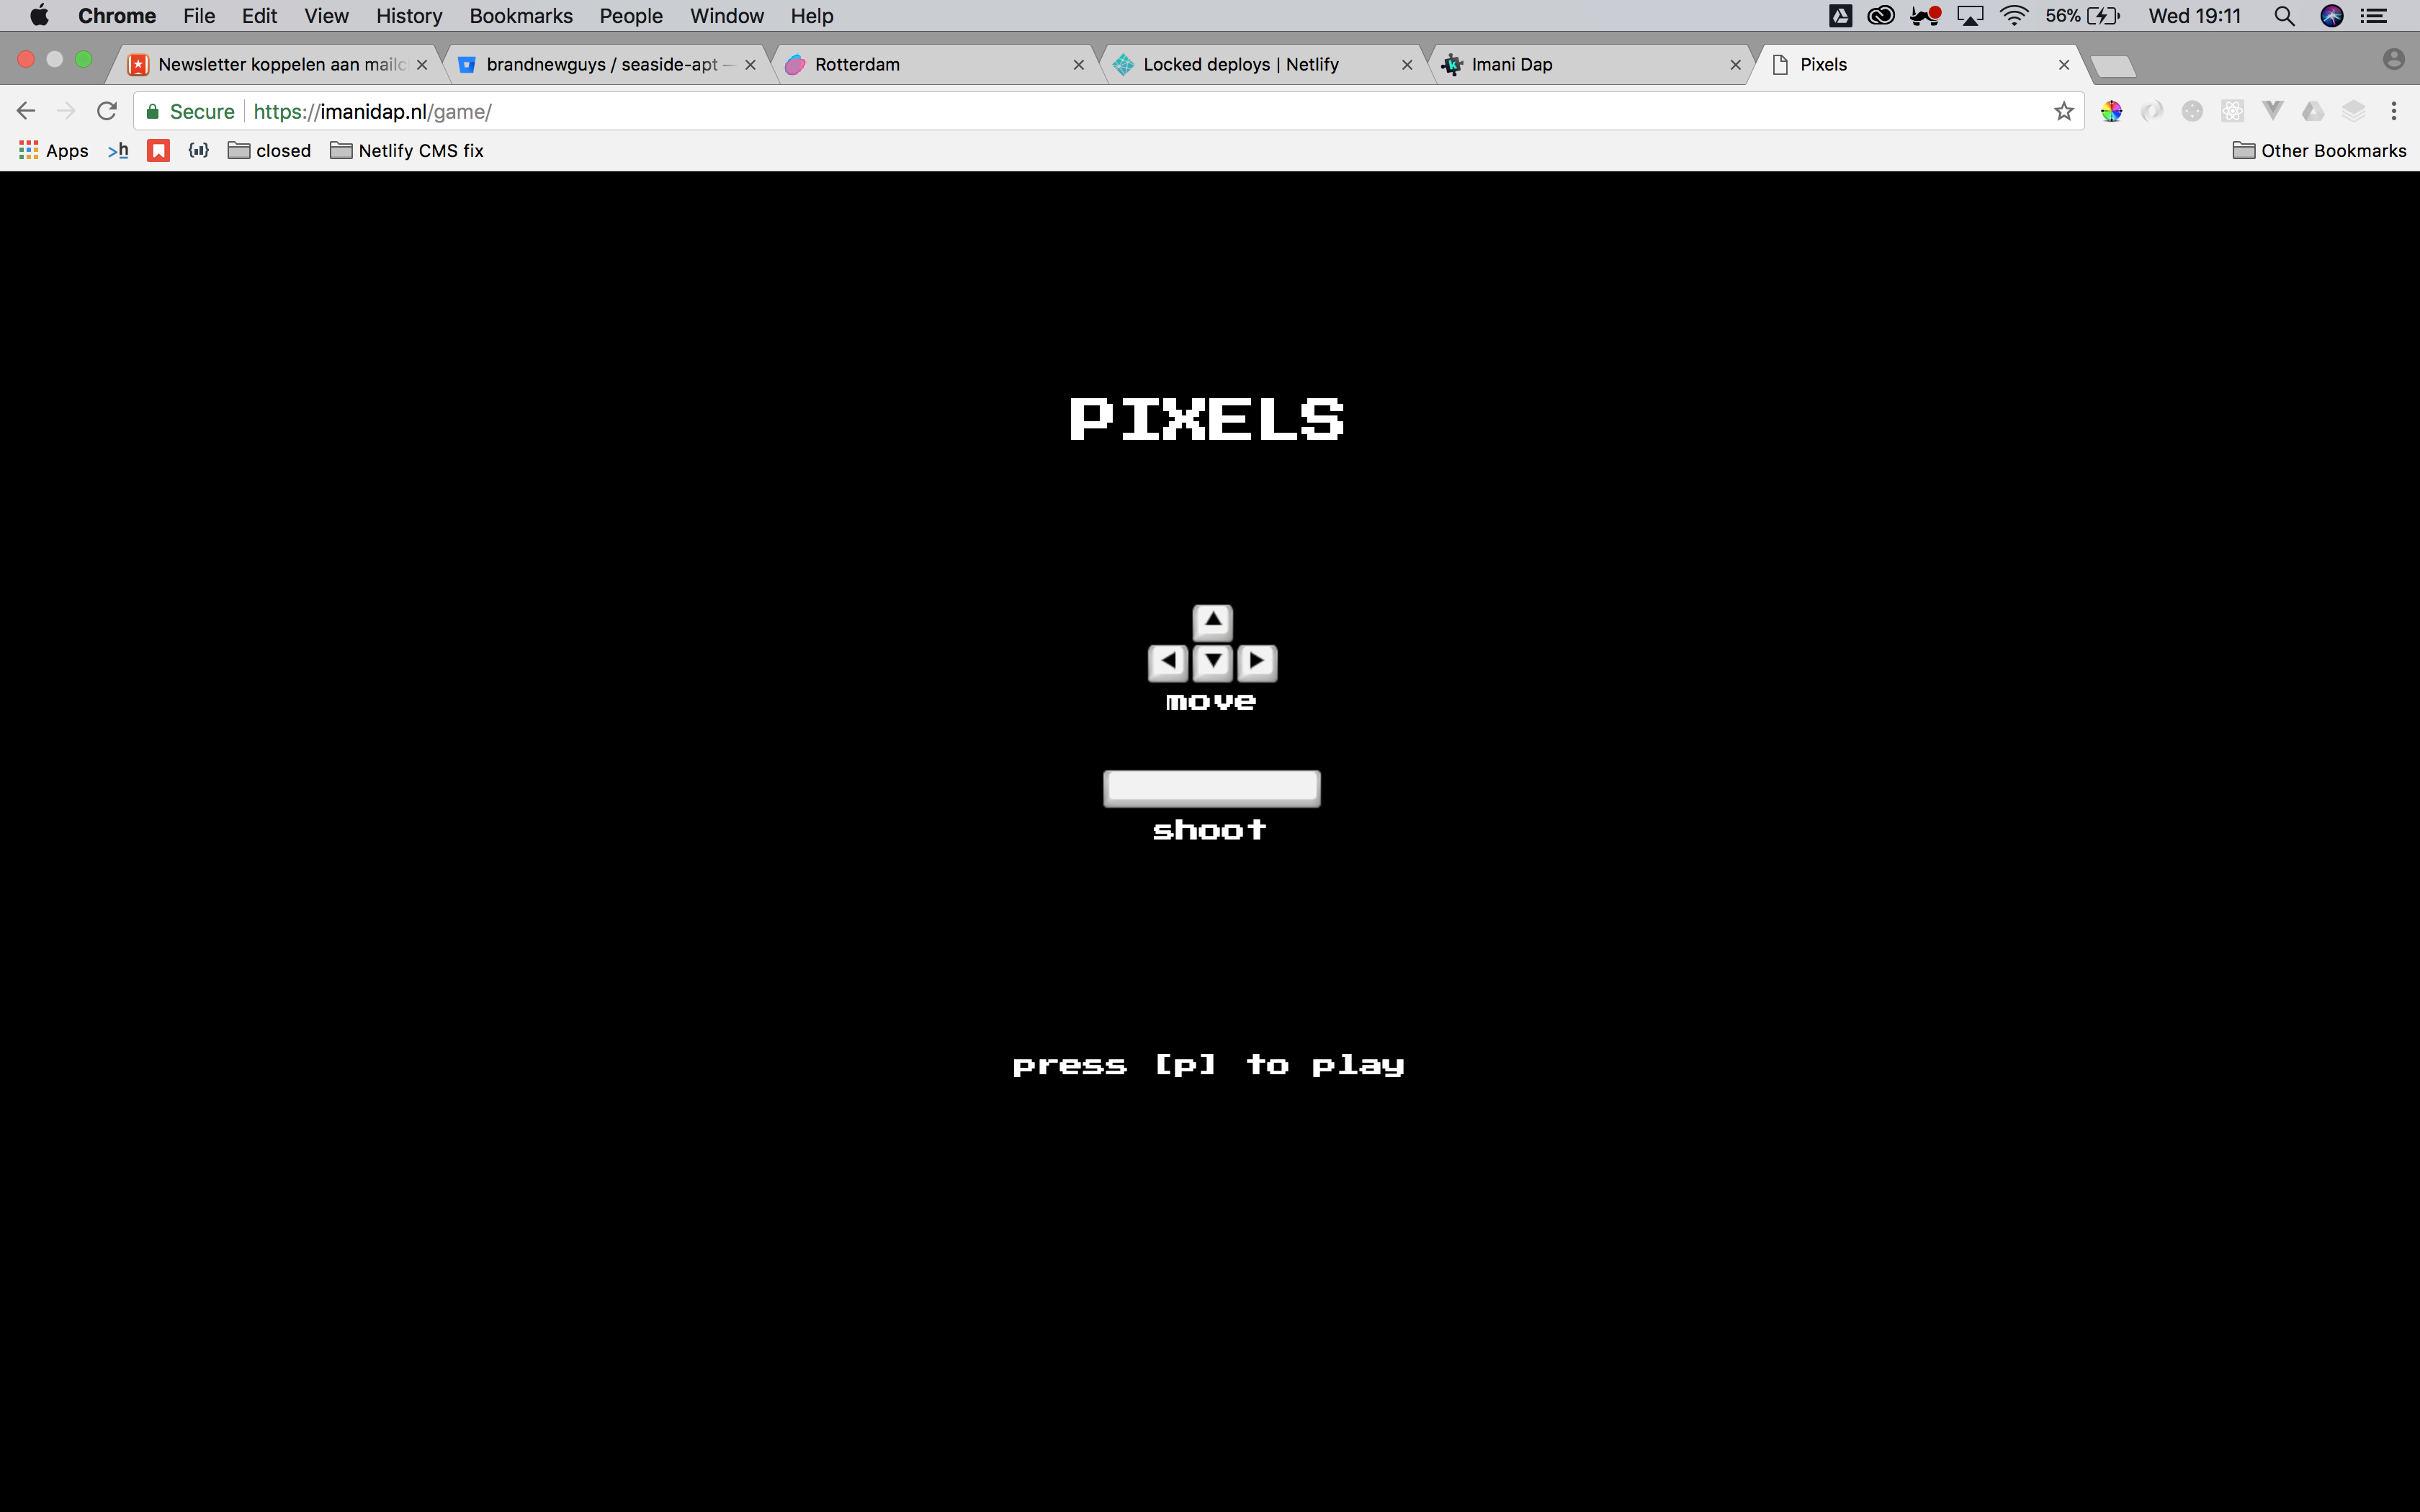 Chrome File Edit View History Bookmarks People Window Help 56% Wed 19:11
Newsletter koppelen aan mailc brandnewguys / seaside-apt — Rotterdam Locked deploys | Netlify Imani Dap Pixels
Secure https://imanidap.nl/game/
Apps >h closed Netlify CMS fix Other Bookmarks
PIXELS
move
shoot
press [p] to play